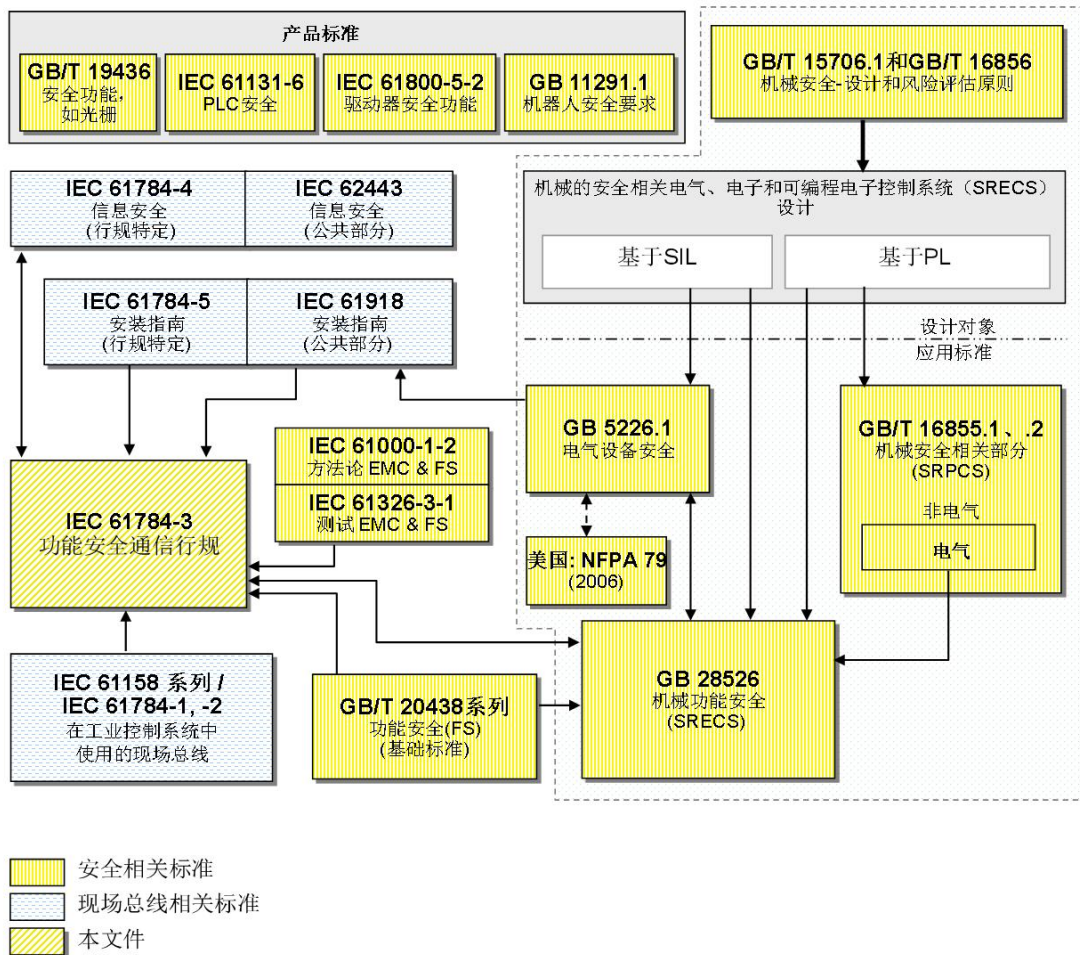 产品标准
GB/T 19436
安全功能，
如光栅
IEC 61131-6
PLC安全
IEC 61800-5-2
驱动器安全功能
GB 11291.1
机器人安全要求
GB/T 15706.1和GB/T 16856
机械安全-设计和风险评估原则
IEC 61784-4
信息安全
(行规特定)
IEC 62443
信息安全
(公共部分)
机械的安全相关电气、电子和可编程电子控制系统（SRECS）
设计
基于SIL
基于PL
IEC 61784-5
安装指南
(行规特定)
IEC 61918
安装指南
(公共部分)
设计对象
应用标准
GB 5226.1
电气设备安全
GB/T 16855.1、.2
机械安全相关部分
(SRPCS)
非电气
电气
IEC 61000-1-2
方法论 EMC & FS
IEC 61326-3-1
测试 EMC & FS
IEC 61784-3
功能安全通信行规
美国: NFPA 79
(2006)
IEC 61158 系列 /
IEC 61784-1, -2
在工业控制系统中
使用的现场总线
GB/T 20438系列
功能安全(FS)
(基础标准)
GB 28526
机械功能安全
(SRECS)
安全相关标准
现场总线相关标准
本文件